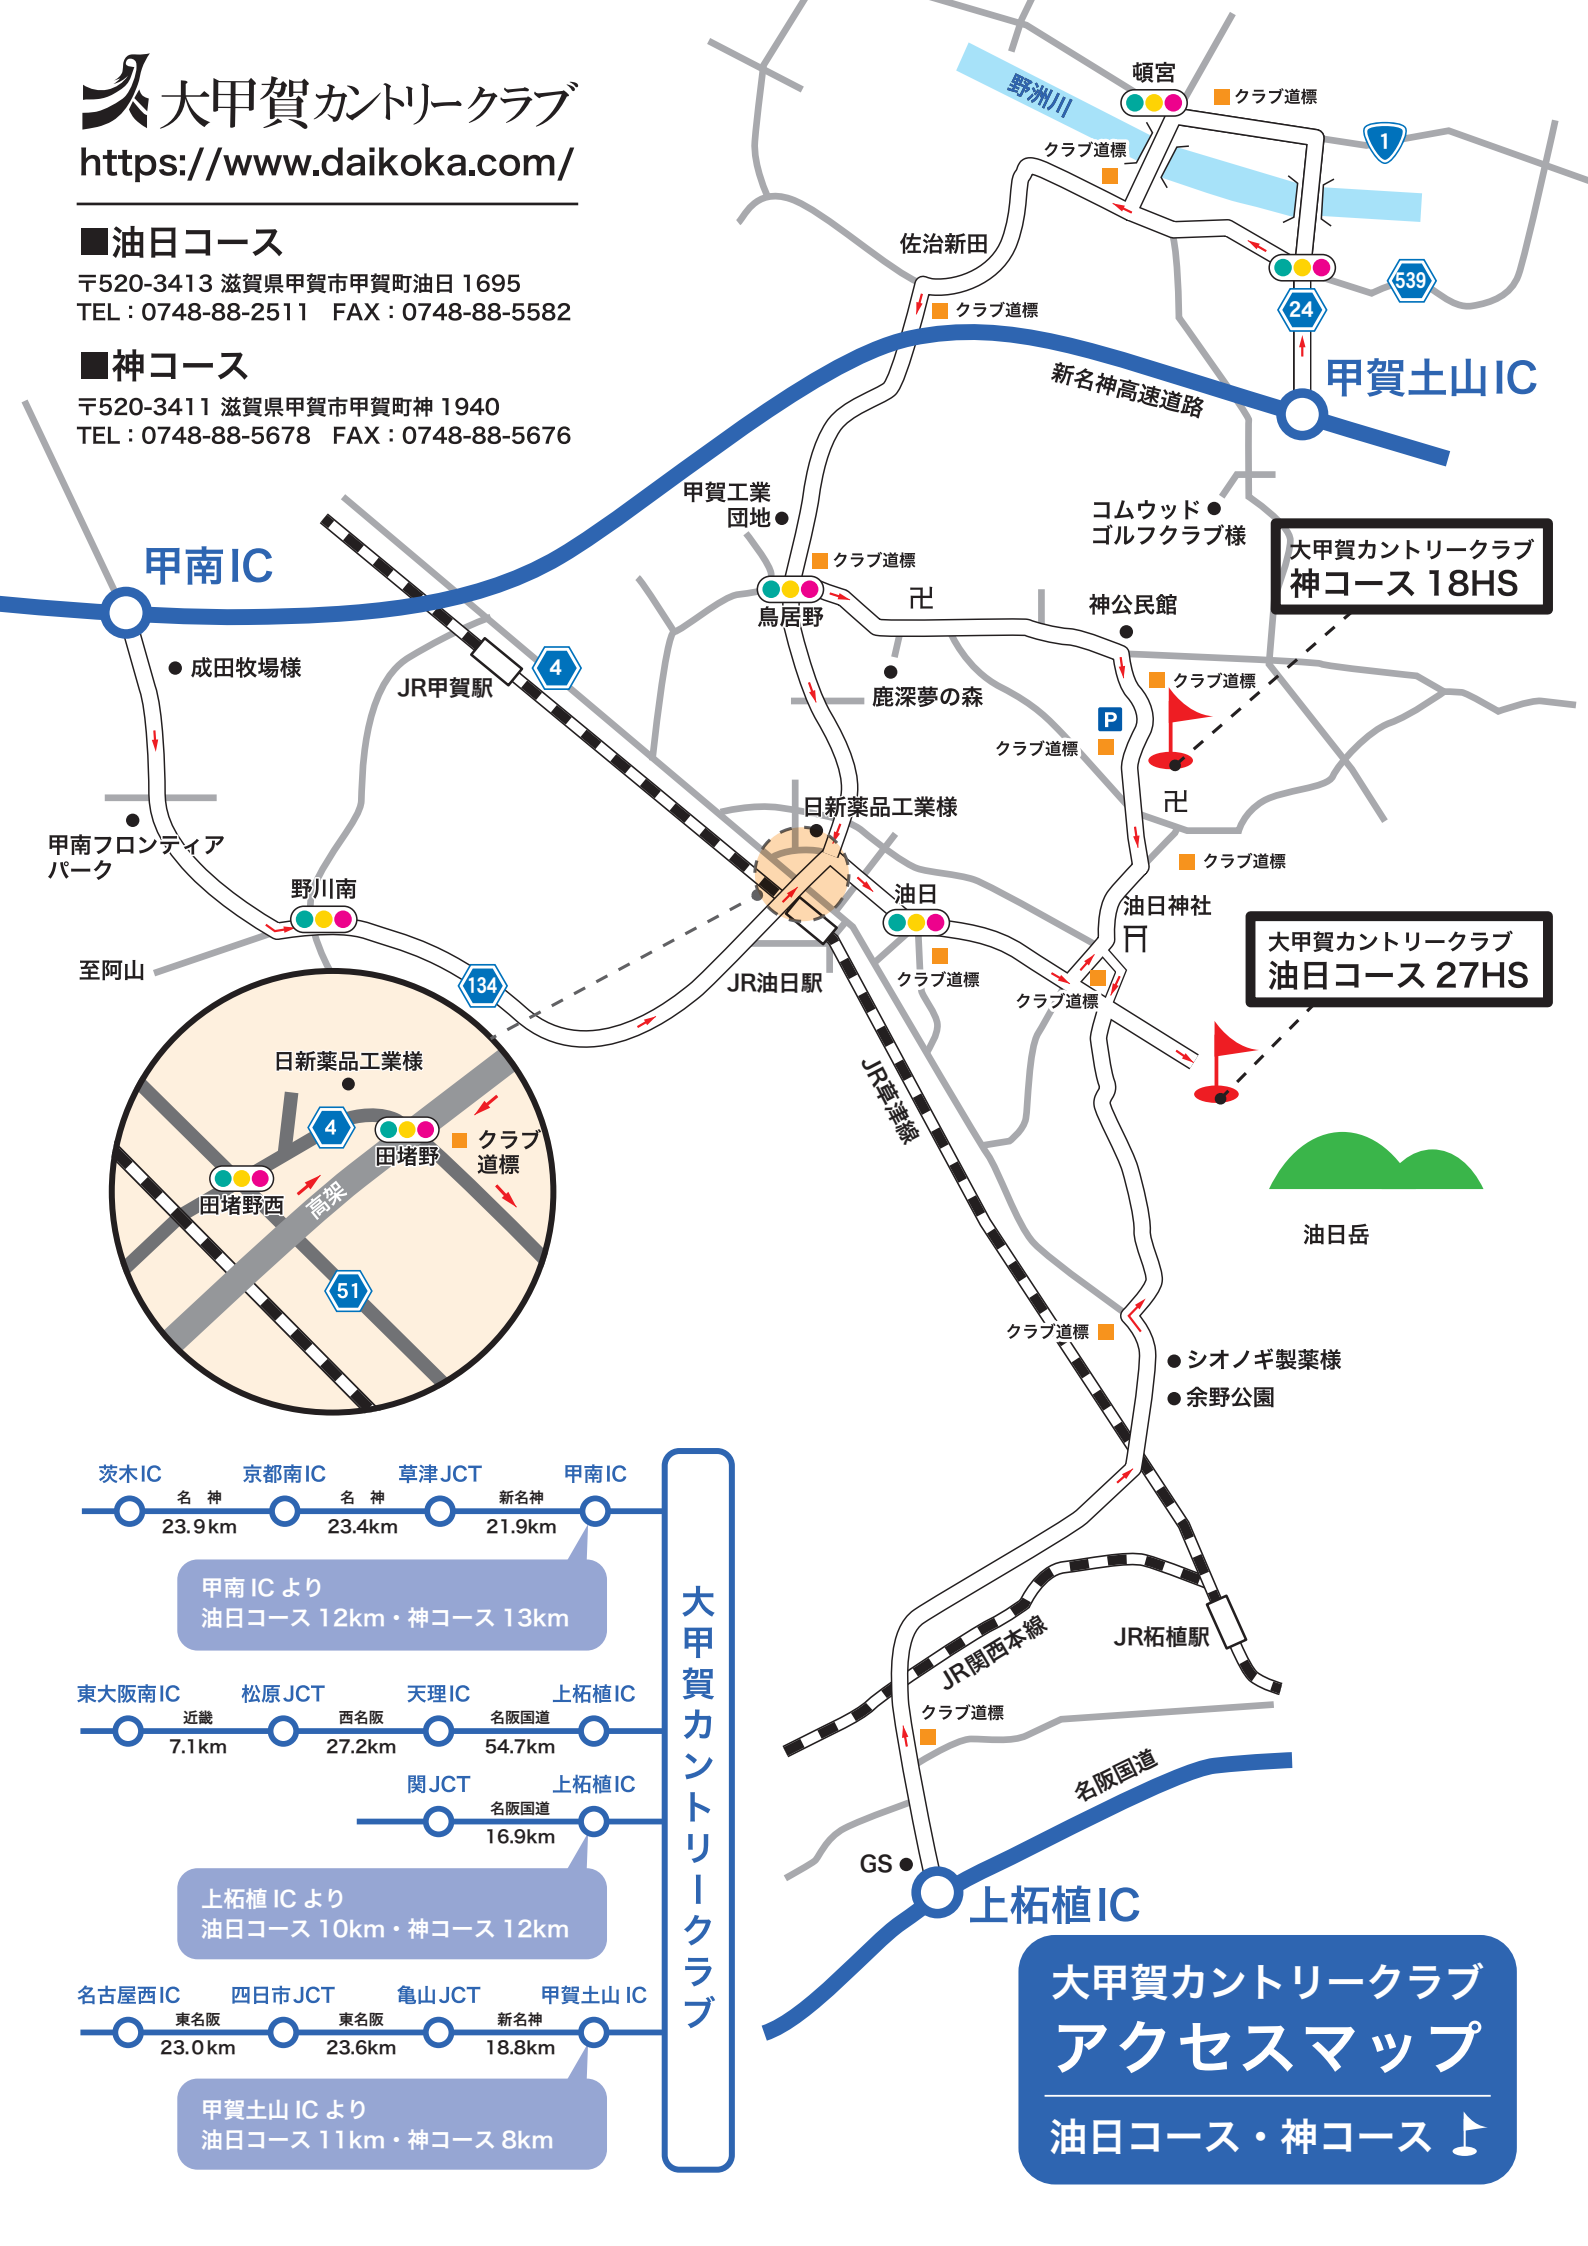 大甲賀カントリークラブ
https://www.daikoka.com/
■油日コース
〒520-3413 滋賀県甲賀市甲賀町油日 1695
TEL：0748-88-2511　FAX：0748-88-5582
■神コース
〒520-3411 滋賀県甲賀市甲賀町神 1940
TEL：0748-88-5678　FAX：0748-88-5676
頓宮
クラブ道標
野洲川
クラブ道標
1
佐治新田
539
クラブ道標
24
甲賀土山IC
新名神高速道路
甲賀工業
団地
コムウッド
ゴルフクラブ様
大甲賀カントリークラブ
神コース 18HS
甲南IC
クラブ道標
鳥居野
卍
神公民館
成田牧場様
JR甲賀駅
4
鹿深夢の森
クラブ道標
P
クラブ道標
甲南フロンティア
パーク
日新薬品工業様
卍
クラブ道標
野川南
油日
油日神社
大甲賀カントリークラブ
油日コース 27HS
至阿山
134
JR油日駅
クラブ道標
クラブ道標
JR草津線
日新薬品工業様
4
田堵野
クラブ
道標
田堵野西
高架
51
油日岳
クラブ道標
シオノギ製薬様
余野公園
JR関西本線
JR柘植駅
クラブ道標
名阪国道
GS
上柘植IC
茨木IC 京都南IC 草津JCT 甲南IC
名　神 名　神 新名神
23.9km 23.4km 21.9km
甲南 IC より
油日コース 12km・神コース 13km
東大阪南IC 松原JCT 天理IC 上柘植IC
近畿 西名阪 名阪国道
7.1km 27.2km 54.7km
関JCT 上柘植IC
名阪国道
16.9km
上柘植 IC より
油日コース 10km・神コース 12km
名古屋西IC 四日市JCT 亀山JCT 甲賀土山 IC
東名阪 東名阪 新名神
23.0km 23.6km 18.8km
甲賀土山 IC より
油日コース 11km・神コース 8km
大甲賀カントリークラブ
大甲賀カントリークラブ
アクセスマップ
油日コース・神コース